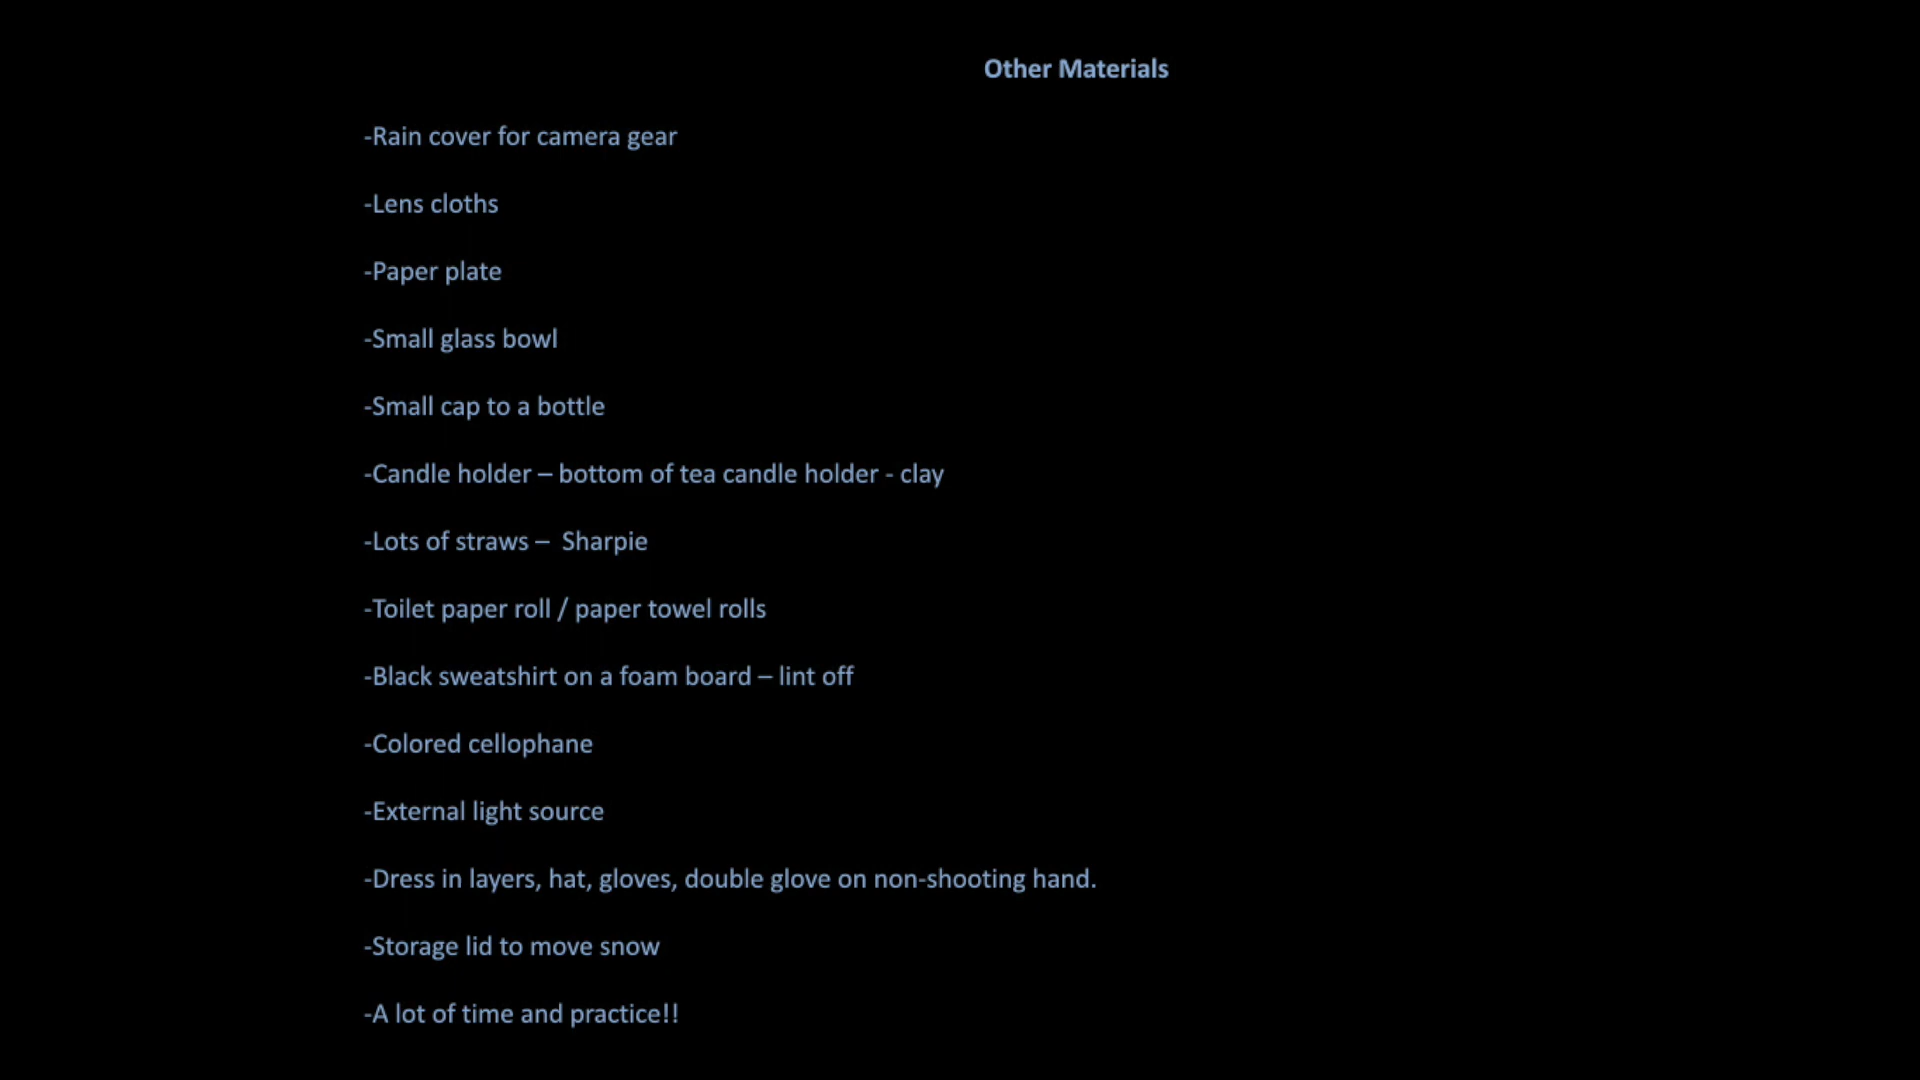 Other Materials
-Rain cover for camera gear
-Lens cloths
-Paper plate
-Small glass bowl
-Small cap to a bottle
-Candle holder – bottom of tea candle holder - clay
-Lots of straws –  Sharpie
-Toilet paper roll / paper towel rolls
-Black sweatshirt on a foam board – lint off
-Colored cellophane
-External light source
-Dress in layers, hat, gloves, double glove on non-shooting hand.
-Storage lid to move snow
-A lot of time and practice!!